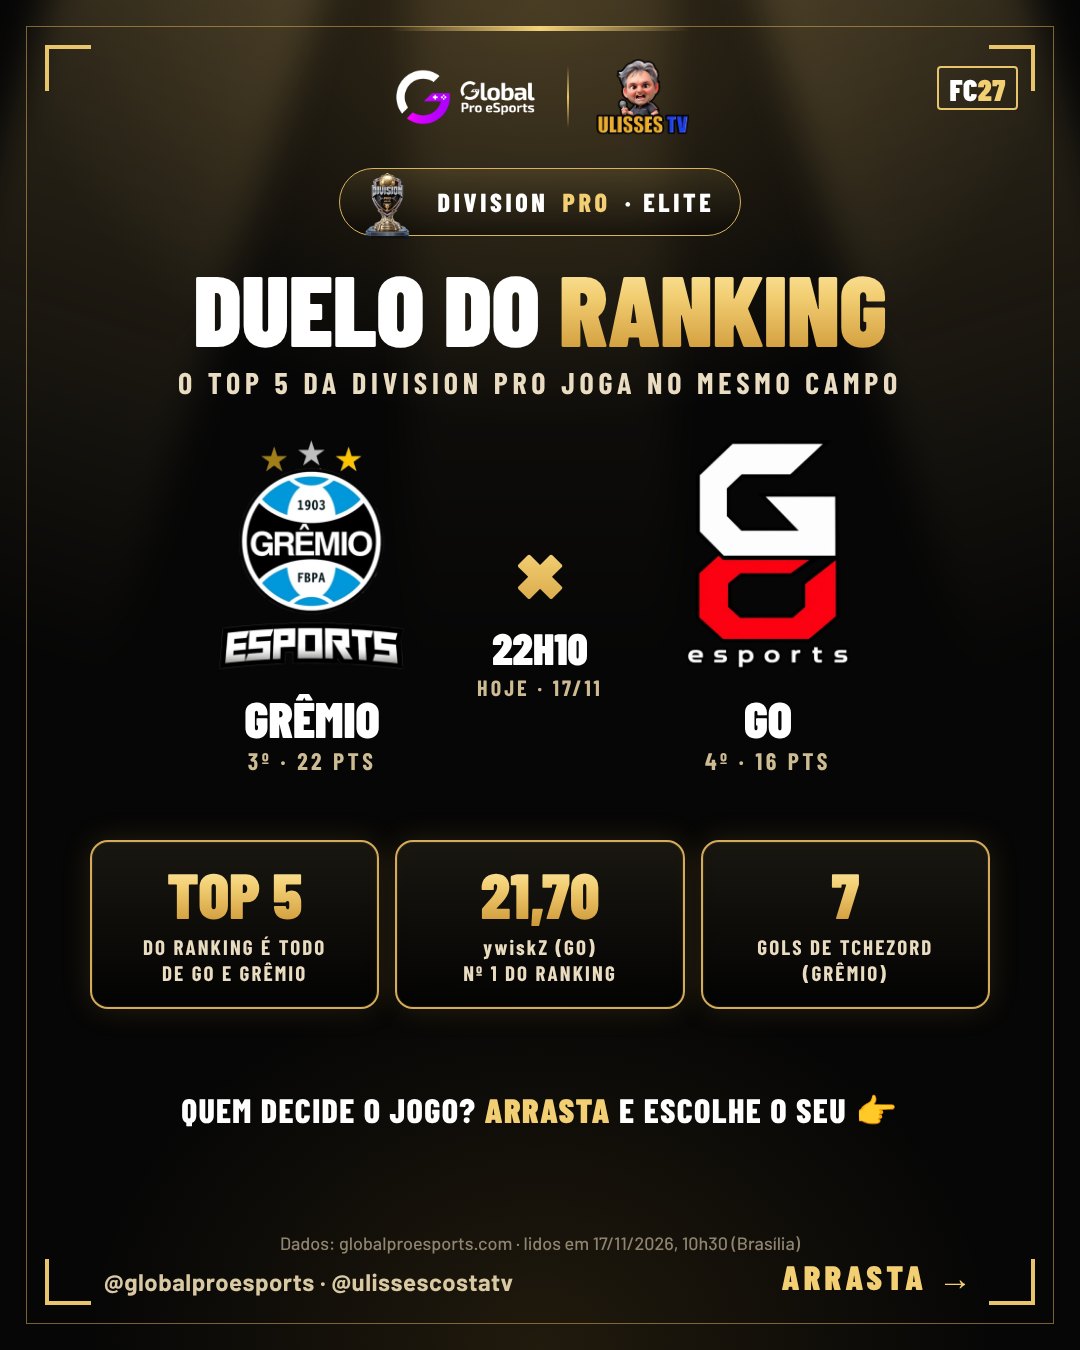 Global
Pro eSports
ULISSES TV
FC27
DIVISION
DIVISION PRO · ELITE
DUELO DO RANKING
O TOP 5 DA DIVISION PRO JOGA NO MESMO CAMPO
1903
GRÊMIO
FBPA
ESPORTS
GRÊMIO
3º · 22 PTS
22H10
HOJE · 17/11
GO
esports
GO
4º · 16 PTS
TOP 5
DO RANKING É TODO
DE GO E GRÊMIO
21,70
ywiskZ (GO)
Nº 1 DO RANKING
7
GOLS DE TCHEZORD
(GRÊMIO)
QUEM DECIDE O JOGO? ARRASTA E ESCOLHE O SEU 👉
Dados: globalproesports.com · lidos em 17/11/2026, 10h30 (Brasília)
@globalproesports · @ulissescostatv
ARRASTA →